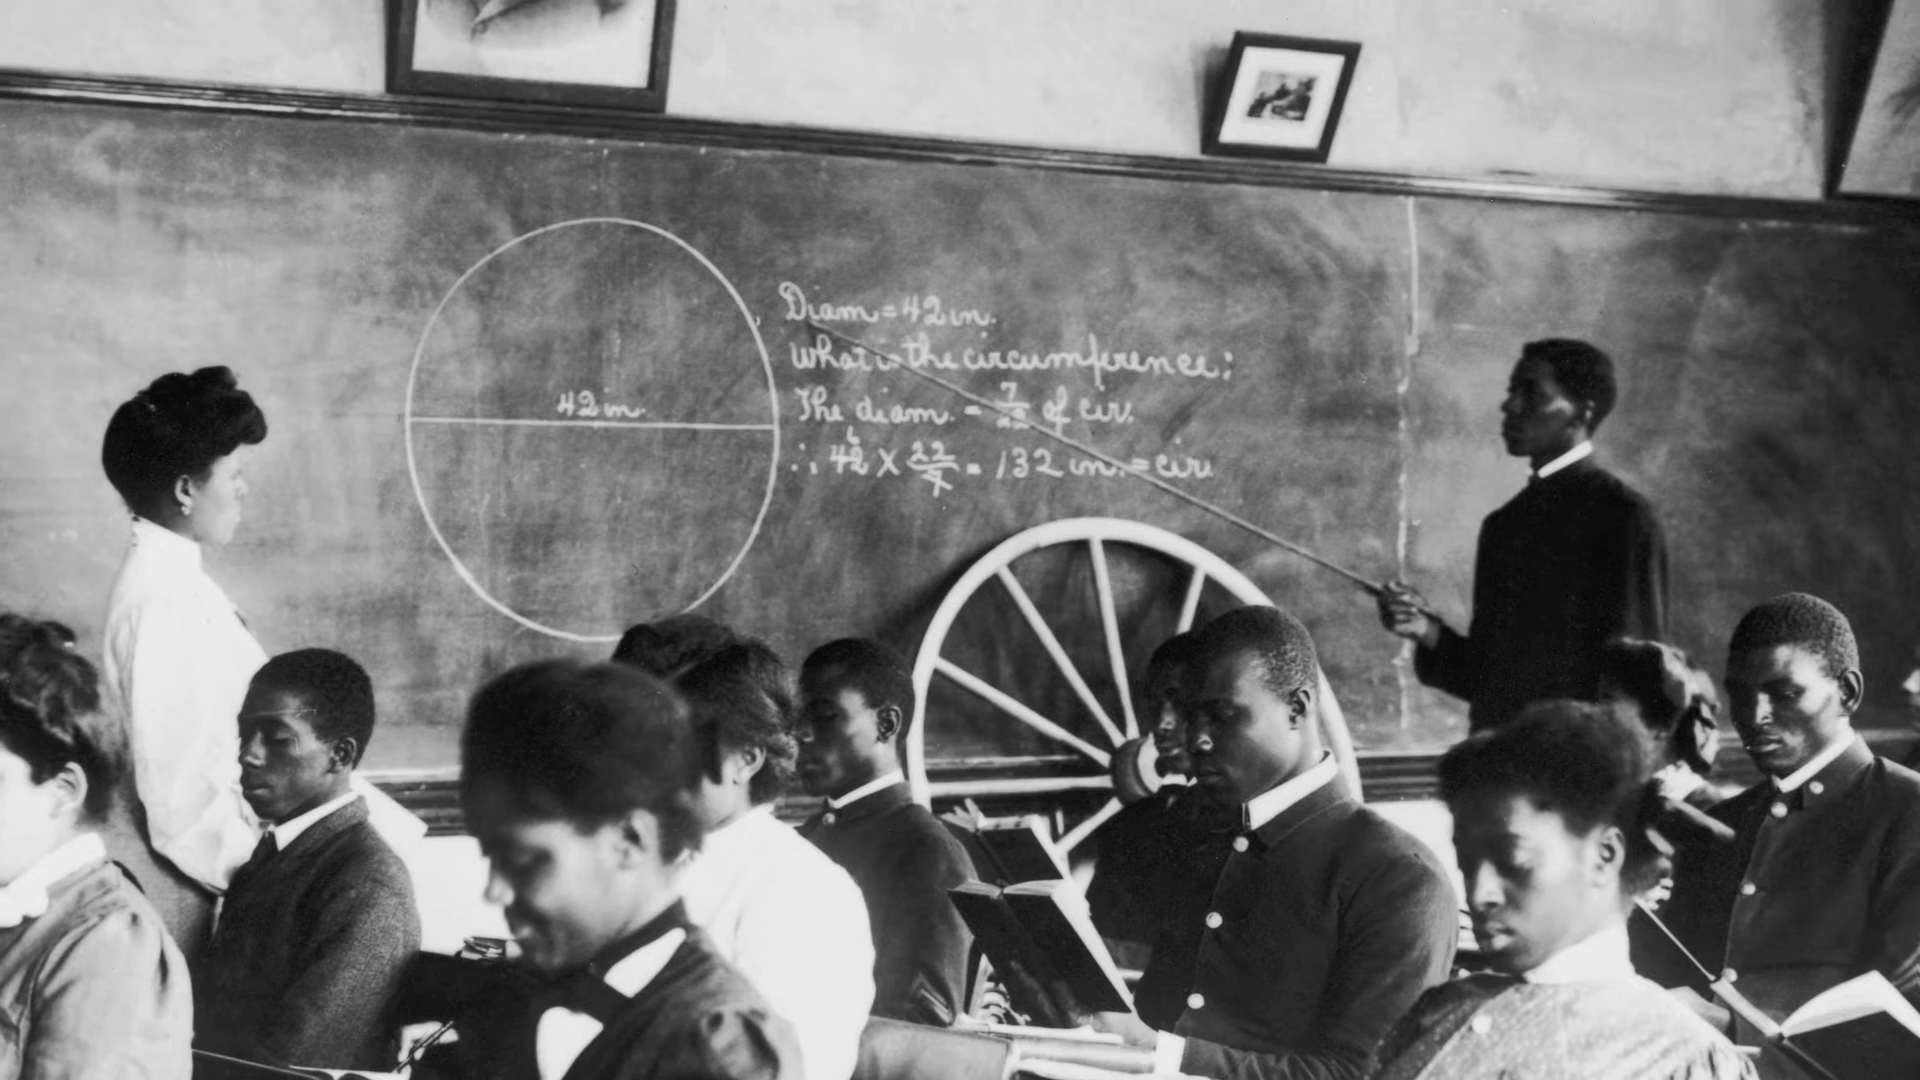 42 in.
Diam = 42 in.
What is the circumference:
The diam. = 7/22 of cir.
6
∴ 42 X 22/7 = 132 in. = cir.